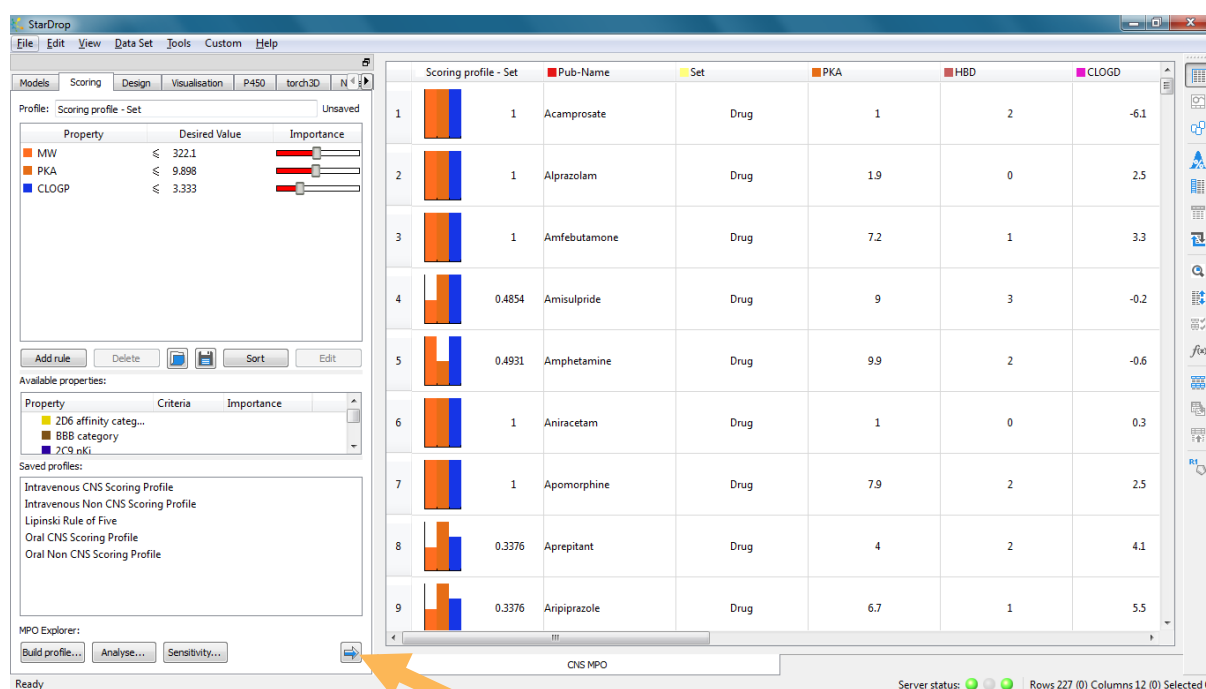 StarDrop
File Edit View Data Set Tools Custom Help
Models Scoring Design Visualisation P450 torch3D
Profile: Scoring profile - Set Unsaved
Property Desired Value Importance
MW ≤ 322.1
PKA ≤ 9.898
CLOGP ≤ 3.333
Add rule Delete Sort Edit
Available properties:
Property Criteria Importance
2D6 affinity categ...
BBB category
2C9 pKi
Saved profiles:
Intravenous CNS Scoring Profile
Intravenous Non CNS Scoring Profile
Lipinski Rule of Five
Oral CNS Scoring Profile
Oral Non CNS Scoring Profile
MPO Explorer:
Build profile... Analyse... Sensitivity...
Ready
Scoring profile - Set Pub-Name Set PKA HBD CLOGD
1 1 Acamprosate Drug 1 2 -6.1
2 1 Alprazolam Drug 1.9 0 2.5
3 1 Amfebutamone Drug 7.2 1 3.3
4 0.4854 Amisulpride Drug 9 3 -0.2
5 0.4931 Amphetamine Drug 9.9 2 -0.6
6 1 Aniracetam Drug 1 0 0.3
7 1 Apomorphine Drug 7.9 2 2.5
8 0.3376 Aprepitant Drug 4 2 4.1
9 0.3376 Aripiprazole Drug 6.7 1 5.5
CNS MPO
Server status: Rows 227 (0) Columns 12 (0) Selected
f(x)
R1